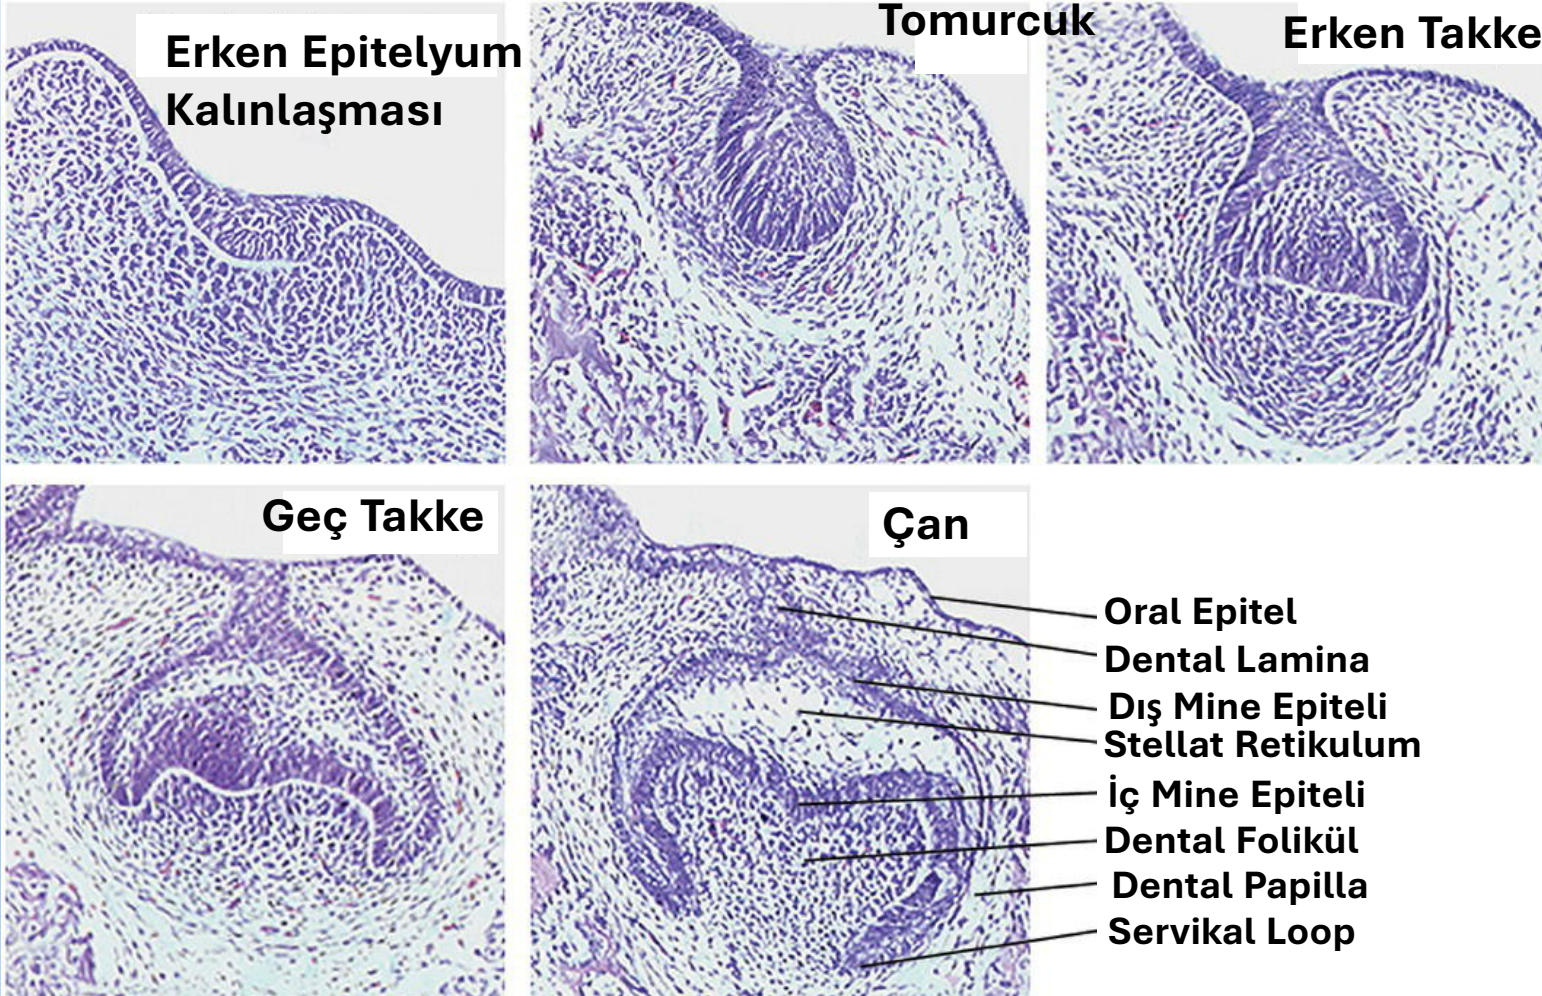 Erken Epitelyum
Kalınlaşması
Tomurcuk
Erken Takke
Geç Takke
Çan
Oral Epitel
Dental Lamina
Dış Mine Epiteli
Stellat Retikulum
İç Mine Epiteli
Dental Folikül
Dental Papilla
Servikal Loop